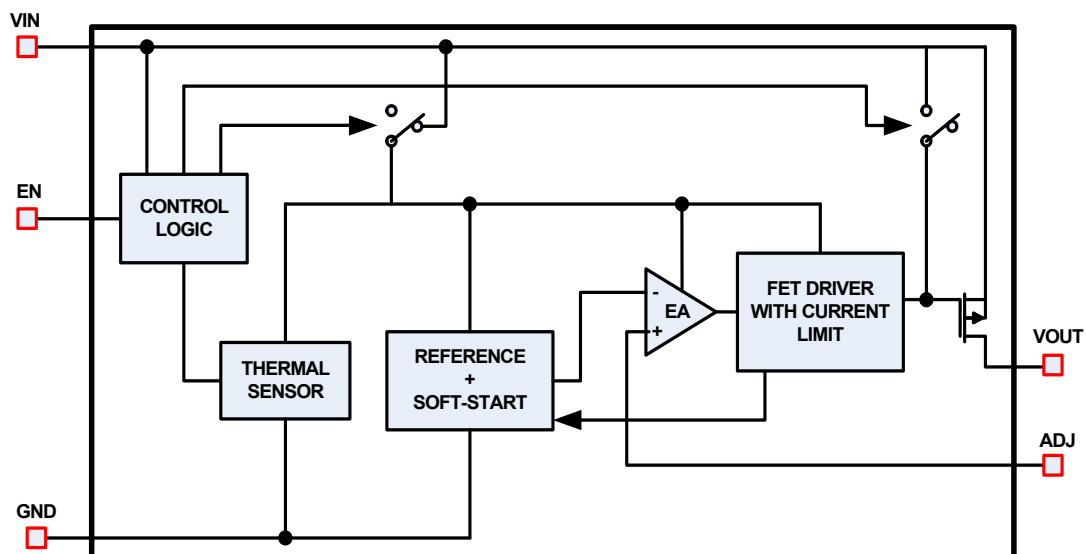 VIN
EN
CONTROL
LOGIC
THERMAL
SENSOR
REFERENCE
+
SOFT-START
-
EA
+
FET DRIVER
WITH CURRENT
LIMIT
VOUT
ADJ
GND